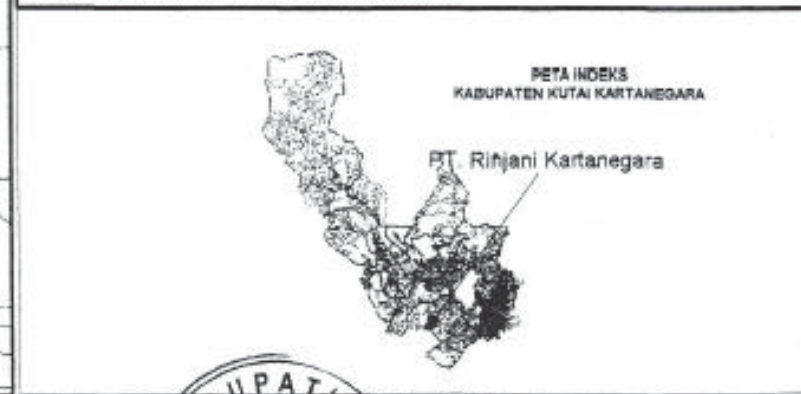 PETA INDEKS
KABUPATEN KUTAI KARTANEGARA
PT. Rinjani Kartanegara
UPAT